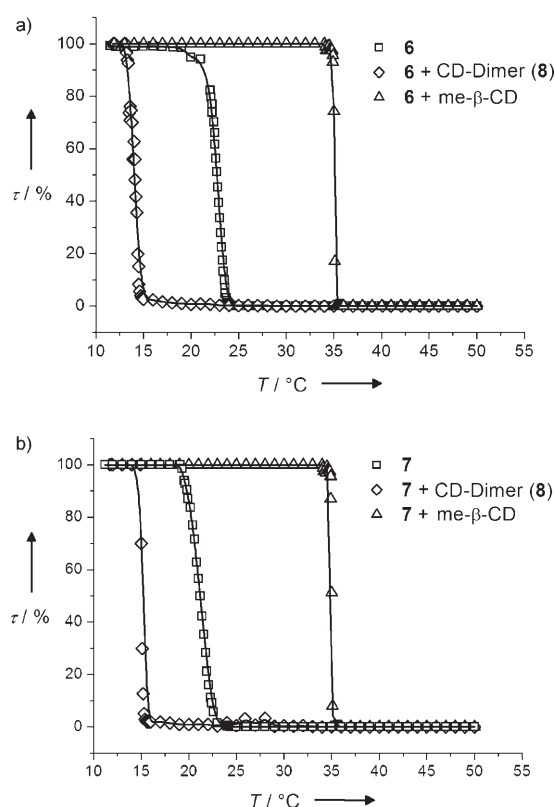 a)
100
80
60
40
20
0
τ / %
6
6 + CD-Dimer (8)
6 + me-β-CD
10 15 20 25 30 35 40 45 50 55
T / °C
b)
100
80
60
40
20
0
τ / %
7
7 + CD-Dimer (8)
7 + me-β-CD
10 15 20 25 30 35 40 45 50 55
T / °C